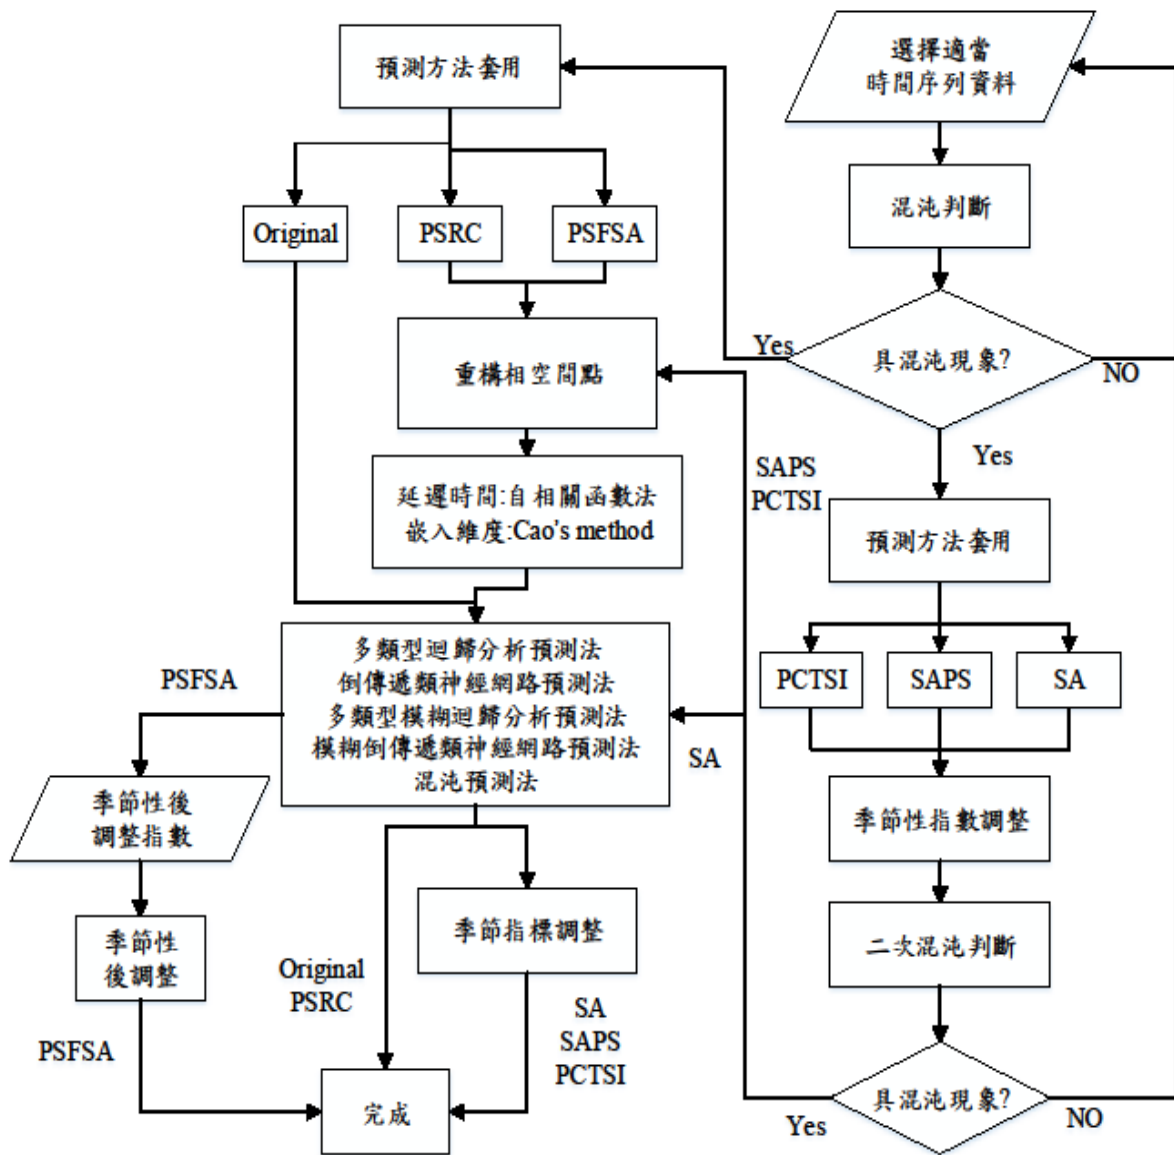 選擇適當
時間序列資料
混沌判斷
具混沌現象?
Yes
NO
Yes
預測方法套用
Original
PSRC
PSFSA
重構相空間點
延遲時間:自相關函數法
嵌入維度:Cao's method
SAPS
PCTSI
預測方法套用
PCTSI
SAPS
SA
季節性指數調整
二次混沌判斷
具混沌現象?
Yes
NO
SA
多類型迴歸分析預測法
倒傳遞類神經網路預測法
多類型模糊迴歸分析預測法
模糊倒傳遞類神經網路預測法
混沌預測法
PSFSA
季節性後
調整指數
季節性
後調整
PSFSA
Original
PSRC
季節指標調整
SA
SAPS
PCTSI
完成